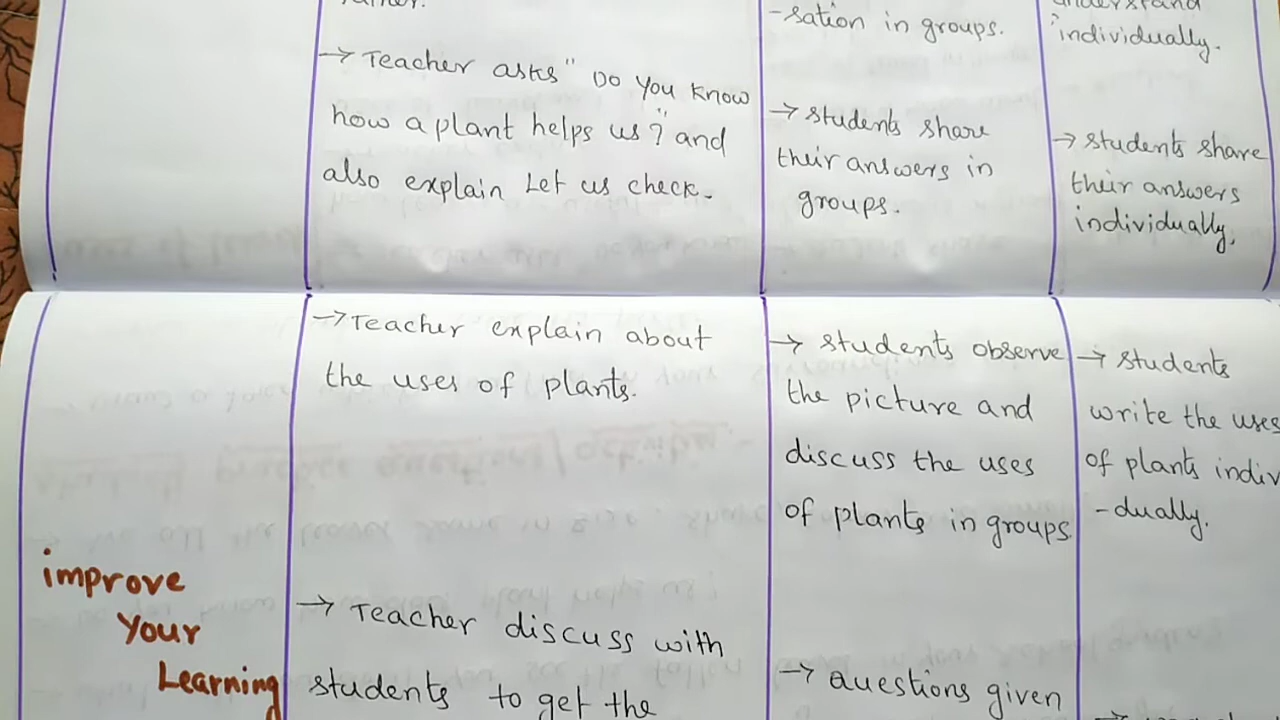 → Teacher asks " Do you know
how a plant helps us ?" and
also explain Let us check.
-sation in groups.
→ students share
their answers in
groups.
understand
individually.
→ students share
their answers
individually.
→ Teacher explain about
the uses of plants.
→ students observe
the picture and
discuss the uses
of plants in groups.
→ students
write the uses
of plants indiv
-dually.
improve
Your
Learning
→ Teacher discuss with
students to get the
→ Questions given